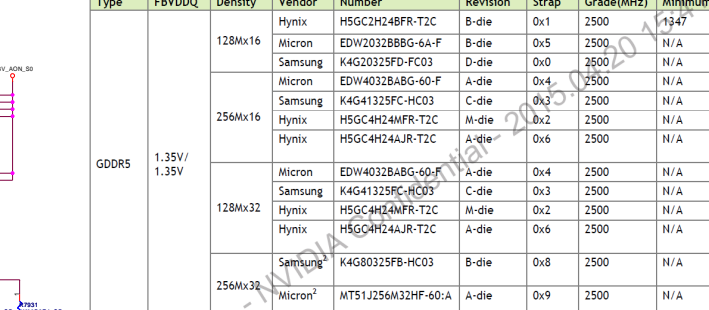 Type FBVDDQ Density Vendor Number Revision Strap Grade(MHz) Minimum
GDDR5 1.35V/
1.35V
128Mx16
Hynix H5GC2H24BFR-T2C B-die 0x1 2500 1347
Micron EDW2032BBBG-6A-F B-die 0x5 2500 N/A
Samsung K4G20325FD-FC03 D-die 0x0 2500 N/A
256Mx16
Micron EDW4032BABG-60-F A-die 0x4 2500 N/A
Samsung K4G41325FC-HC03 C-die 0x3 2500 N/A
Hynix H5GC4H24MFR-T2C M-die 0x2 2500 N/A
Hynix H5GC4H24AJR-T2C A-die 0x6 2500 N/A
128Mx32
Micron EDW4032BABG-60-F A-die 0x4 2500 N/A
Samsung K4G41325FC-HC03 C-die 0x3 2500 N/A
Hynix H5GC4H24MFR-T2C M-die 0x2 2500 N/A
Hynix H5GC4H24AJR-T2C A-die 0x6 2500 N/A
256Mx32
Samsung2 K4G80325FB-HC03 B-die 0x8 2500 N/A
Micron2 MT51J256M32HF-60:A A-die 0x9 2500 N/A
- NVIDIA Confidential - 2015.04.20 15:4
V_AON_S0
R7931